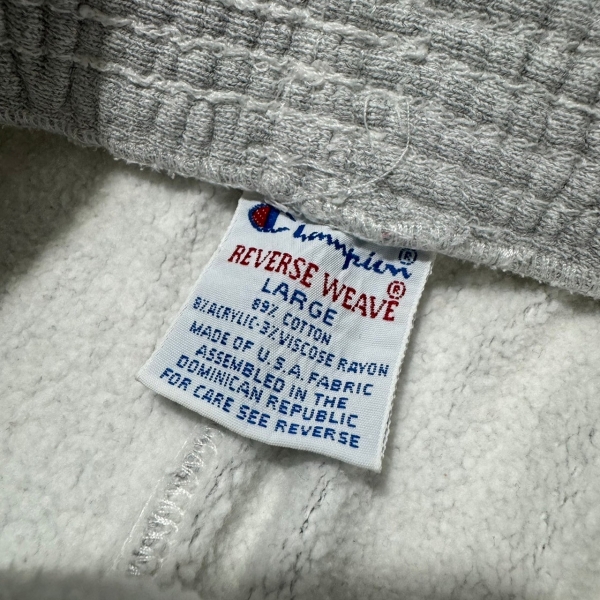 Champion®
REVERSE WEAVE®
LARGE
89% COTTON
8% ACRYLIC-3% VISCOSE RAYON
MADE OF U.S.A. FABRIC
ASSEMBLED IN THE
DOMINICAN REPUBLIC
FOR CARE SEE REVERSE